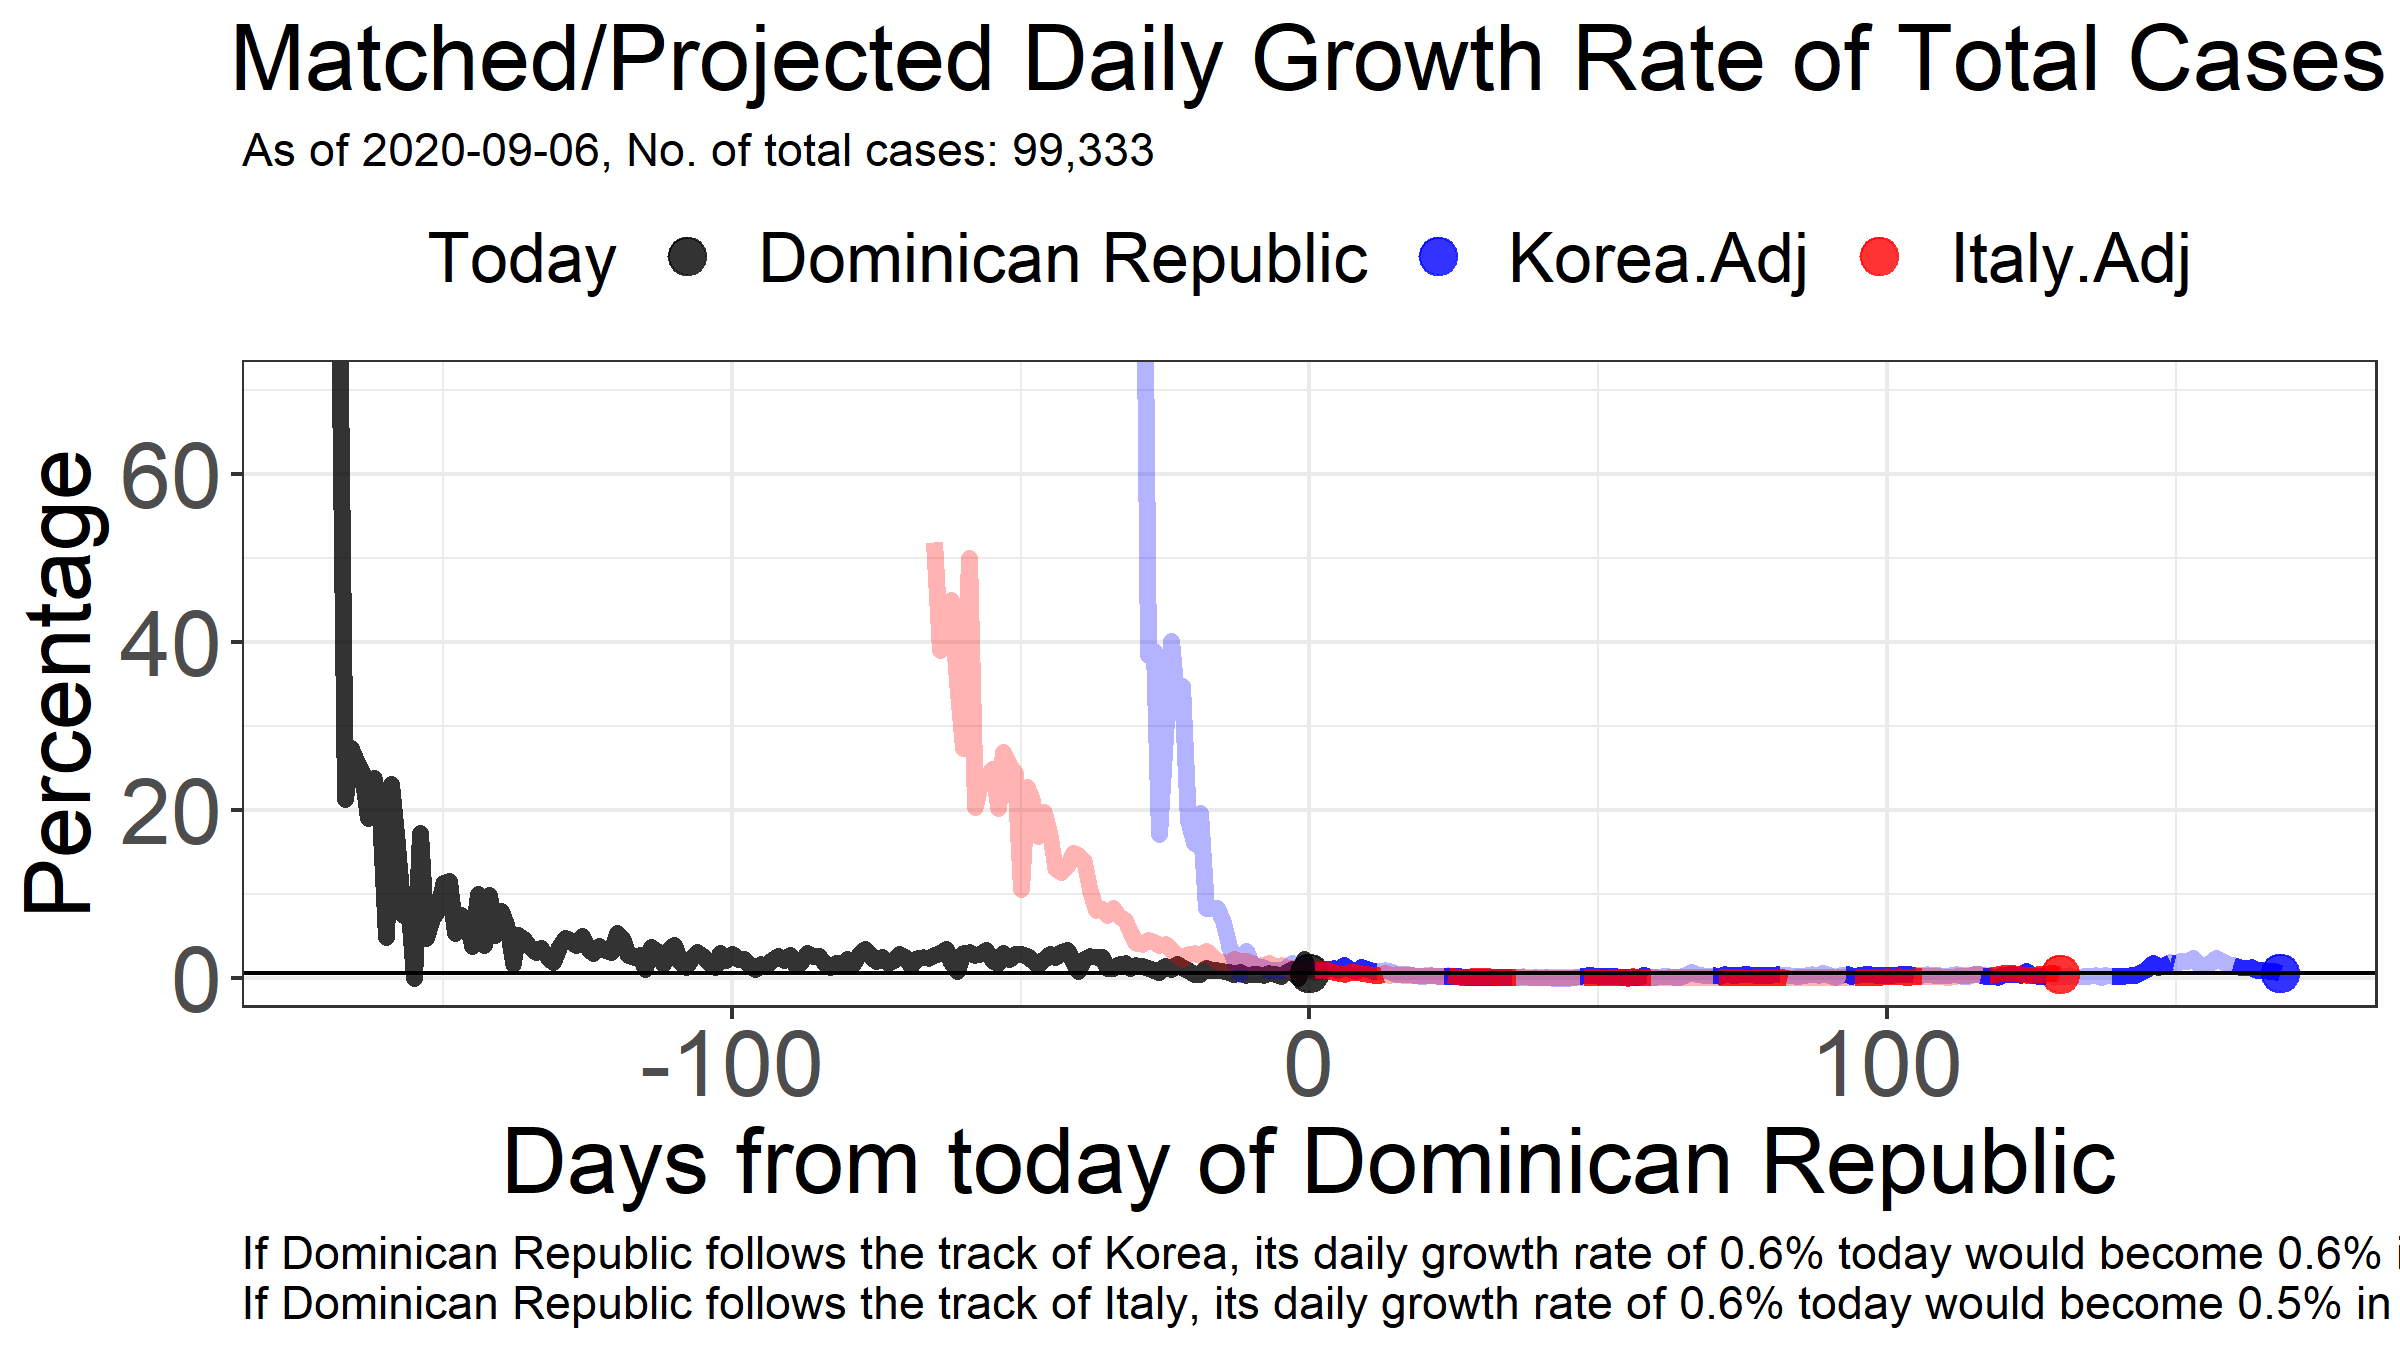 Matched/Projected Daily Growth Rate of Total Cases
As of 2020-09-06, No. of total cases: 99,333
Today Dominican Republic Korea.Adj Italy.Adj
Percentage
60
40
20
0
-100 0 100
Days from today of Dominican Republic
If Dominican Republic follows the track of Korea, its daily growth rate of 0.6% today would become 0.6%
If Dominican Republic follows the track of Italy, its daily growth rate of 0.6% today would become 0.5% in